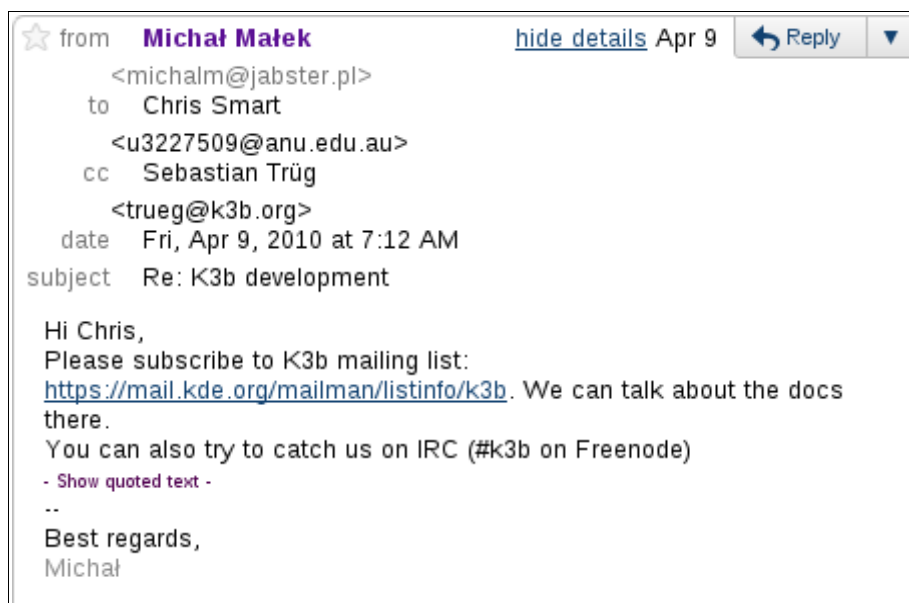 from Michał Małek hide details Apr 9 Reply
<michalm@jabster.pl>
to Chris Smart
<u3227509@anu.edu.au>
cc Sebastian Trüg
<trueg@k3b.org>
date Fri, Apr 9, 2010 at 7:12 AM
subject Re: K3b development
Hi Chris,
Please subscribe to K3b mailing list:
https://mail.kde.org/mailman/listinfo/k3b. We can talk about the docs
there.
You can also try to catch us on IRC (#k3b on Freenode)
- Show quoted text -
--
Best regards,
Michał